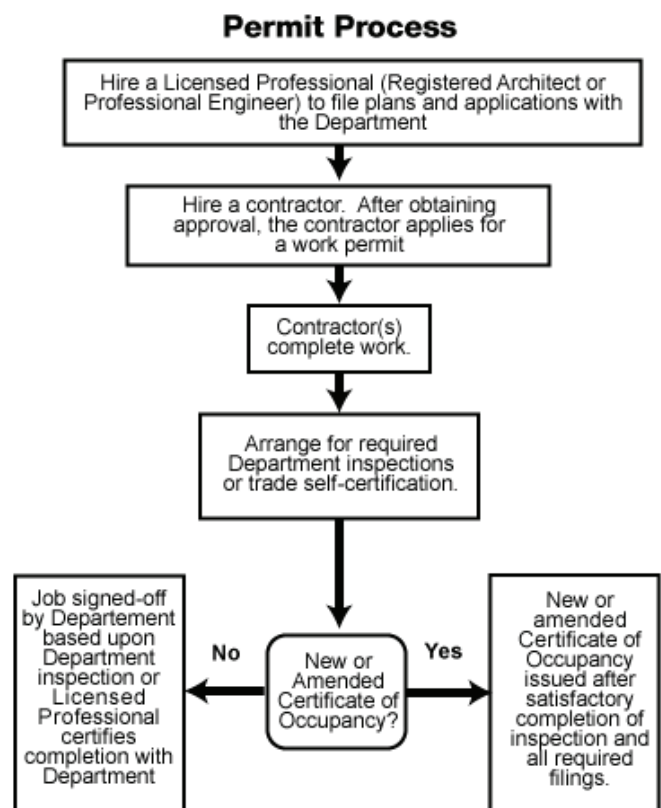 Permit Process
Hire a Licensed Professional (Registered Architect or
Professional Engineer) to file plans and applications with
the Department
Hire a contractor. After obtaining
approval, the contractor applies for
a work permit
Contractor(s)
complete work.
Arrange for required
Department inspections
or trade self-certification.
Job signed-off
by Departement
based upon
Department
inspection or
Licensed
Professional
certifies
completion with
Department
No
New or
Amended
Certificate of
Occupancy?
Yes
New or
amended
Certificate of
Occupancy
issued after
satisfactory
completion of
inspection and
all required
filings.